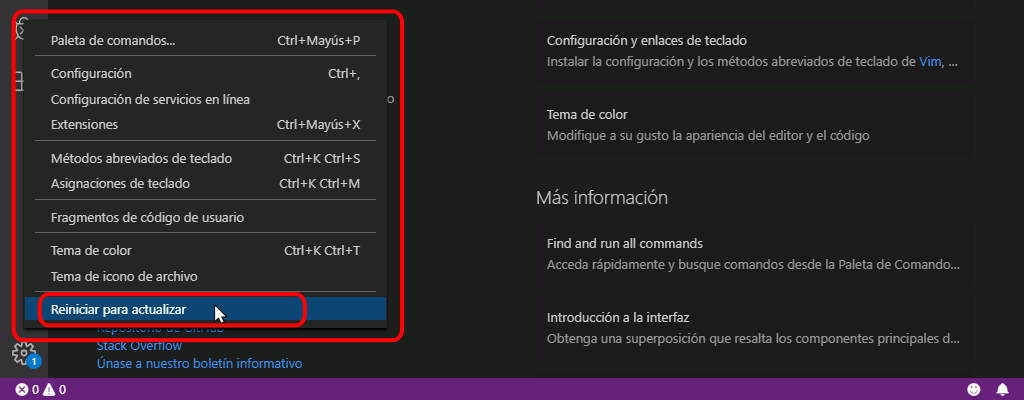 Paleta de comandos... Ctrl+Mayús+P
Configuración Ctrl+,
Configuración de servicios en línea
Extensiones Ctrl+Mayús+X
Métodos abreviados de teclado Ctrl+K Ctrl+S
Asignaciones de teclado Ctrl+K Ctrl+M
Fragmentos de código de usuario
Tema de color Ctrl+K Ctrl+T
Tema de icono de archivo
Reiniciar para actualizar
o
Repositorio de GitHub
Stack Overflow
Únase a nuestro boletín informativo
1
Configuración y enlaces de teclado
Instalar la configuración y los métodos abreviados de teclado de Vim, ...
Tema de color
Modifique a su gusto la apariencia del editor y el código
Más información
Find and run all commands
Acceda rápidamente y busque comandos desde la Paleta de Comando...
Introducción a la interfaz
Obtenga una superposición que resalta los componentes principales d...
0 0